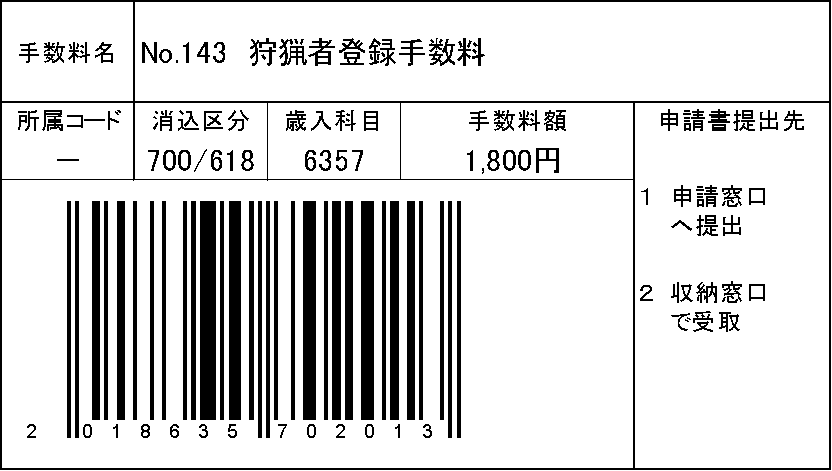 手数料名
No.143 狩猟者登録手数料
所属コード 消込区分 歳入科目 手数料額 申請書提出先
－ 700/618 6357 1,800円
1 申請窓口
へ提出
2 収納窓口
で受取
2 018635 702013